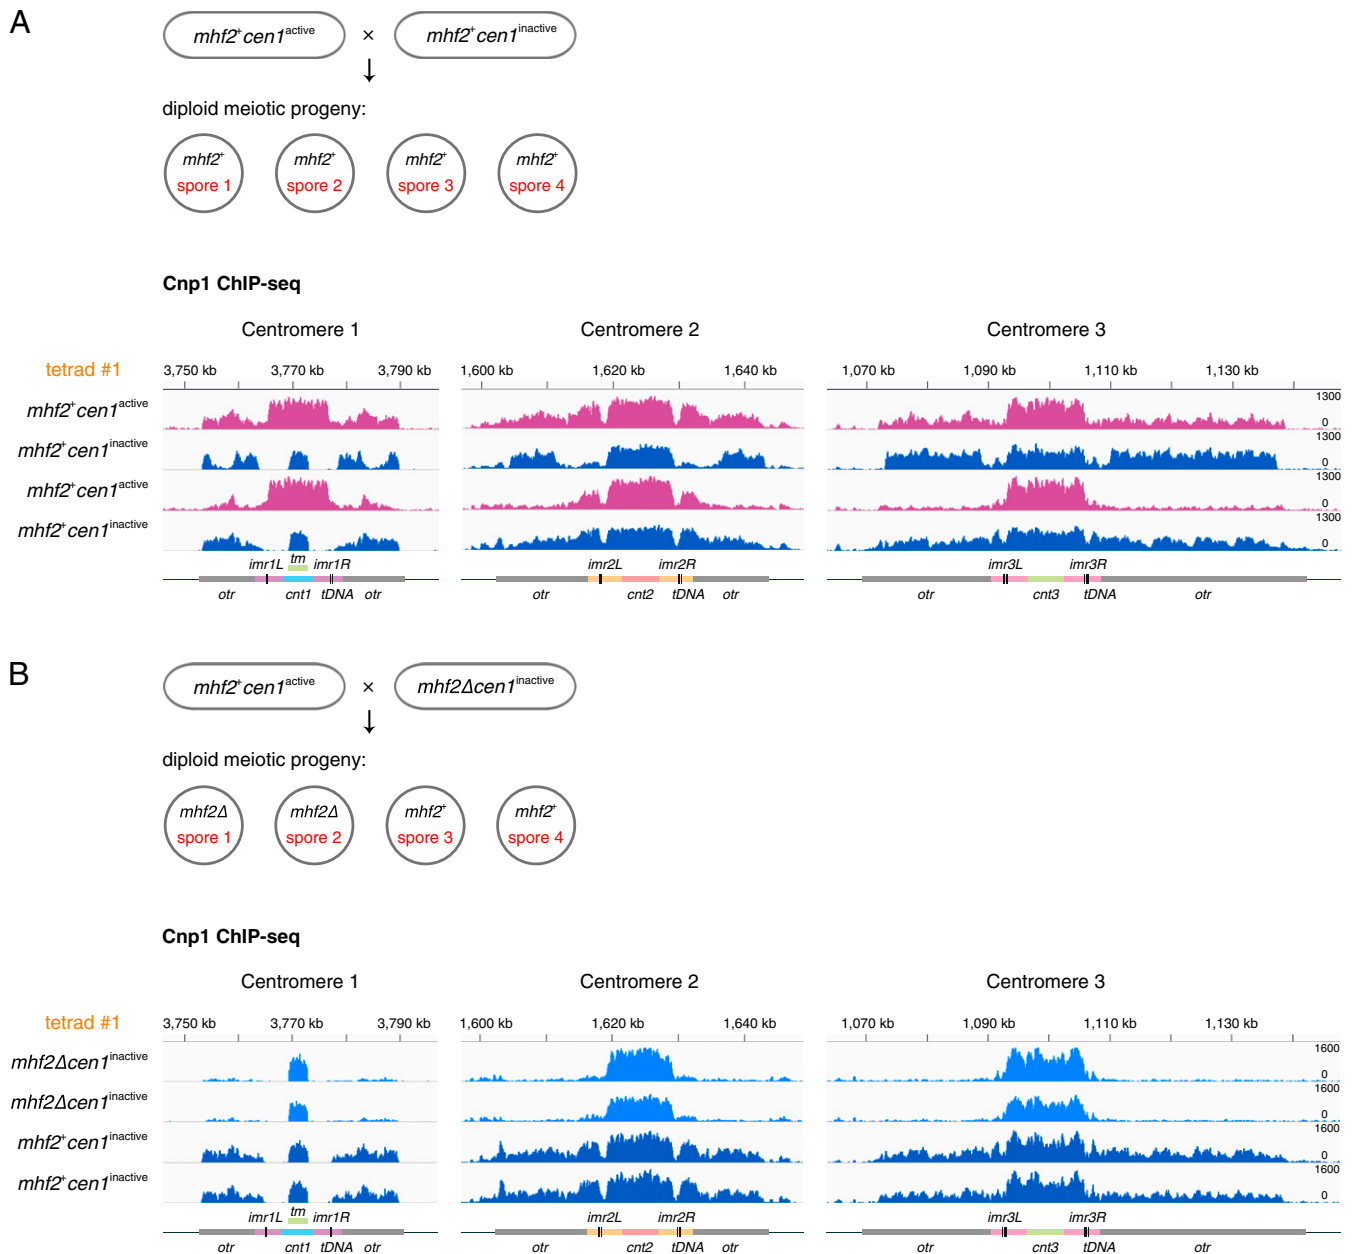 A
mhf2⁺cen1ᵃᶜᵗⁱᵛᵉ × mhf2⁺cen1ⁱⁿᵃᶜᵗⁱᵛᵉ
↓
diploid meiotic progeny:
mhf2⁺ mhf2⁺ mhf2⁺ mhf2⁺
spore 1 spore 2 spore 3 spore 4
Cnp1 ChIP-seq
Centromere 1 Centromere 2 Centromere 3
tetrad #1 3,750 kb 3,770 kb 3,790 kb 1,600 kb 1,620 kb 1,640 kb 1,070 kb 1,090 kb 1,110 kb 1,130 kb
mhf2⁺cen1ᵃᶜᵗⁱᵛᵉ 1300 0
mhf2⁺cen1ⁱⁿᵃᶜᵗⁱᵛᵉ 1300 0
mhf2⁺cen1ᵃᶜᵗⁱᵛᵉ 1300 0
mhf2⁺cen1ⁱⁿᵃᶜᵗⁱᵛᵉ 1300 0
imr1L tm imr1R imr2L imr2R imr3L imr3R
otr cnt1 tDNA otr otr cnt2 tDNA otr otr cnt3 tDNA otr
B
mhf2⁺cen1ᵃᶜᵗⁱᵛᵉ × mhf2Δcen1ⁱⁿᵃᶜᵗⁱᵛᵉ
↓
diploid meiotic progeny:
mhf2Δ mhf2Δ mhf2⁺ mhf2⁺
spore 1 spore 2 spore 3 spore 4
Cnp1 ChIP-seq
Centromere 1 Centromere 2 Centromere 3
tetrad #1 3,750 kb 3,770 kb 3,790 kb 1,600 kb 1,620 kb 1,640 kb 1,070 kb 1,090 kb 1,110 kb 1,130 kb
mhf2Δcen1ⁱⁿᵃᶜᵗⁱᵛᵉ 1600 0
mhf2Δcen1ⁱⁿᵃᶜᵗⁱᵛᵉ 1600 0
mhf2⁺cen1ⁱⁿᵃᶜᵗⁱᵛᵉ 1600 0
mhf2⁺cen1ⁱⁿᵃᶜᵗⁱᵛᵉ 1600 0
imr1L tm imr1R imr2L imr2R imr3L imr3R
otr cnt1 tDNA otr otr cnt2 tDNA otr otr cnt3 tDNA otr